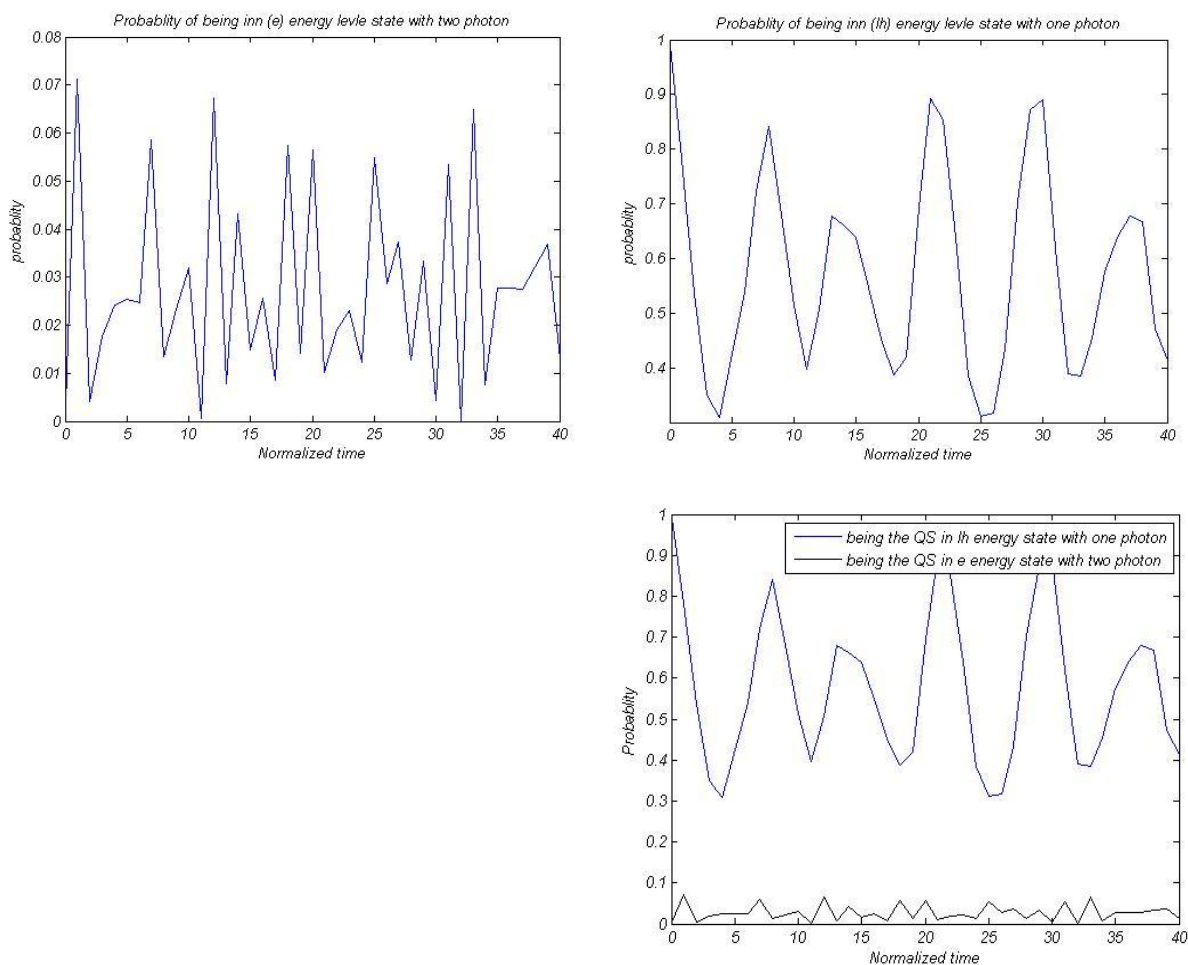 Probablity of being inn (e) energy levle state with two photon
0.08
0.07
0.06
0.05
0.04
0.03
0.02
0.01
0
probablity
0 5 10 15 20 25 30 35 40
Normalized time
Probablity of being inn (lh) energy levle state with one photon
1
0.9
0.8
0.7
0.6
0.5
0.4
probablity
0 5 10 15 20 25 30 35 40
Normalized time
being the QS in lh energy state with one photon
being the QS in e energy state with two photon
1
0.9
0.8
0.7
0.6
0.5
0.4
0.3
0.2
0.1
0
Probablity
0 5 10 15 20 25 30 35 40
Normalized time